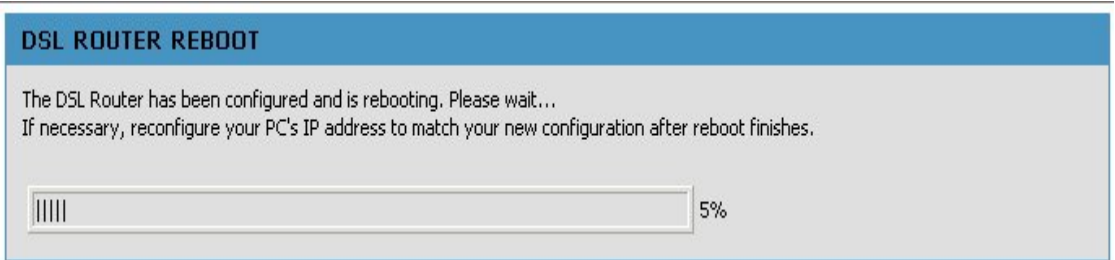 DSL ROUTER REBOOT
The DSL Router has been configured and is rebooting. Please wait...
If necessary, reconfigure your PC's IP address to match your new configuration after reboot finishes.
5%